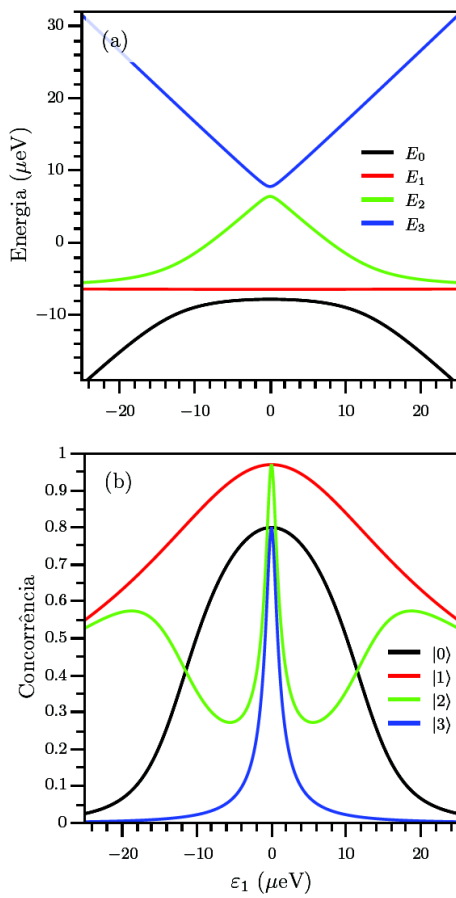 (a)
Energia (μeV)
30
20
10
0
−10
E₀
E₁
E₂
E₃
−20 −10 0 10 20
(b)
Concorrência
1
0.9
0.8
0.7
0.6
0.5
0.4
0.3
0.2
0.1
0
|0⟩
|1⟩
|2⟩
|3⟩
−20 −10 0 10 20
ε₁ (μeV)